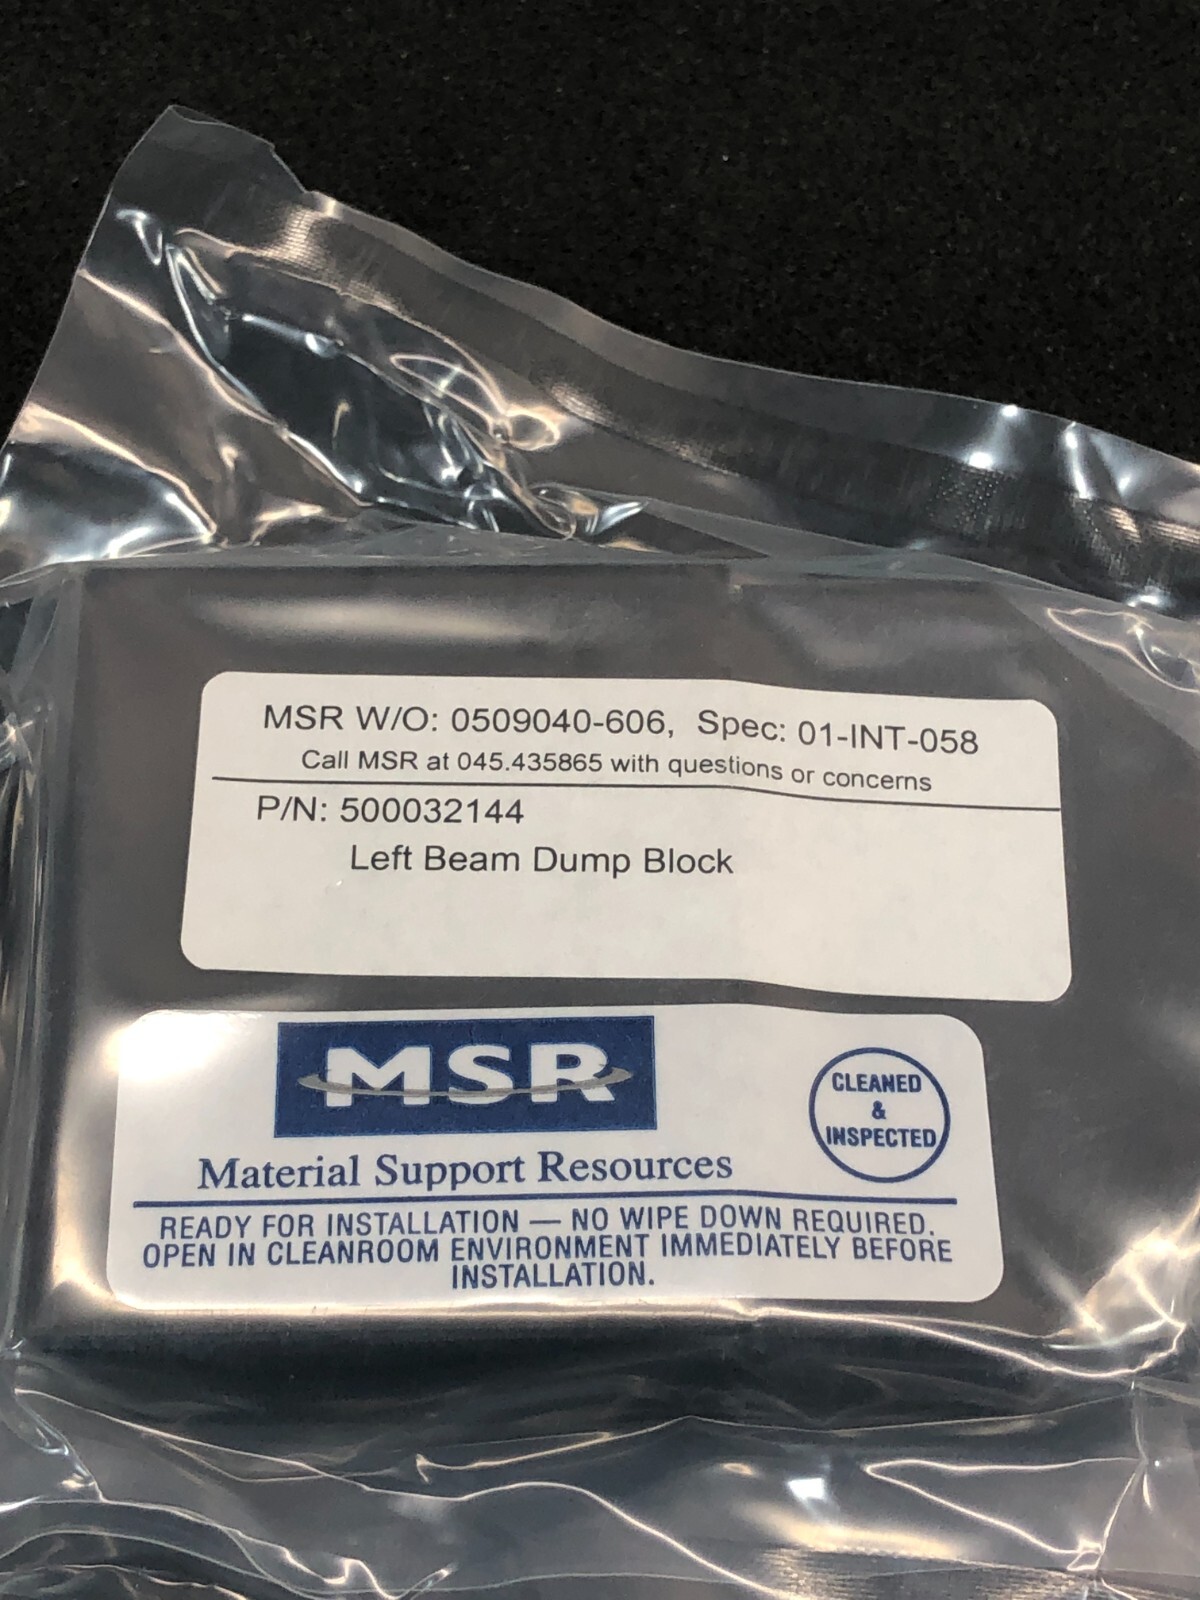 MSR W/O: 0509040-606, Spec: 01-INT-058
Call MSR at 045.435865 with questions or concerns
P/N: 500032144
Left Beam Dump Block
MSR
Material Support Resources
CLEANED
&
INSPECTED
READY FOR INSTALLATION — NO WIPE DOWN REQUIRED.
OPEN IN CLEANROOM ENVIRONMENT IMMEDIATELY BEFORE
INSTALLATION.